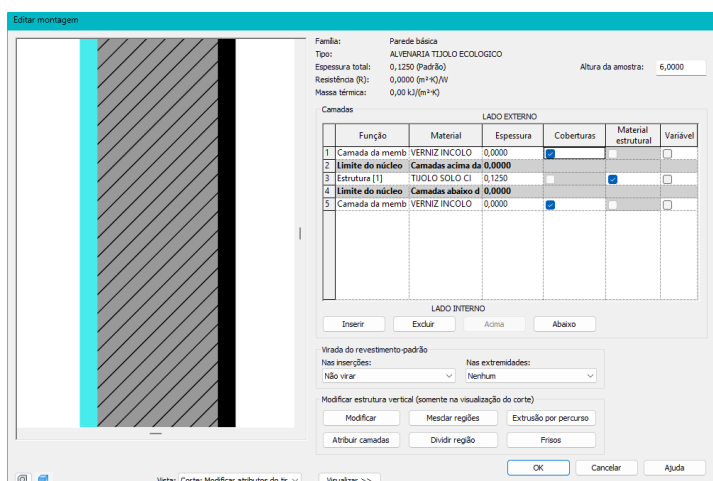 Editar montagem
Família: Parede básica
Tipo: ALVENARIA TIJOLO ECOLOGICO
Espessura total: 0,1250 (Padrão) Altura da amostra: 6,0000
Resistência (R): 0,0000 (m²·K)/W
Massa térmica: 0,00 kJ/(m²·K)
Camadas
LADO EXTERNO
Função Material Espessura Coberturas Material estrutural Variável
1 Camada da memb VERNIZ INCOLO 0,0000
2 Limite do núcleo Camadas acima da 0,0000
3 Estrutura [1] TIJOLO SOLO CI 0,1250
4 Limite do núcleo Camadas abaixo d 0,0000
5 Camada da memb VERNIZ INCOLO 0,0000
LADO INTERNO
Inserir Excluir Acima Abaixo
Virada do revestimento-padrão
Nas inserções: Nas extremidades:
Não virar Nenhum
Modificar estrutura vertical (somente na visualização do corte)
Modificar Mesclar regiões Extrusão por percurso
Atribuir camadas Dividir região Frisos
OK Cancelar Ajuda
Vista: Corte: Modificar atributos do tip Visualizar >>